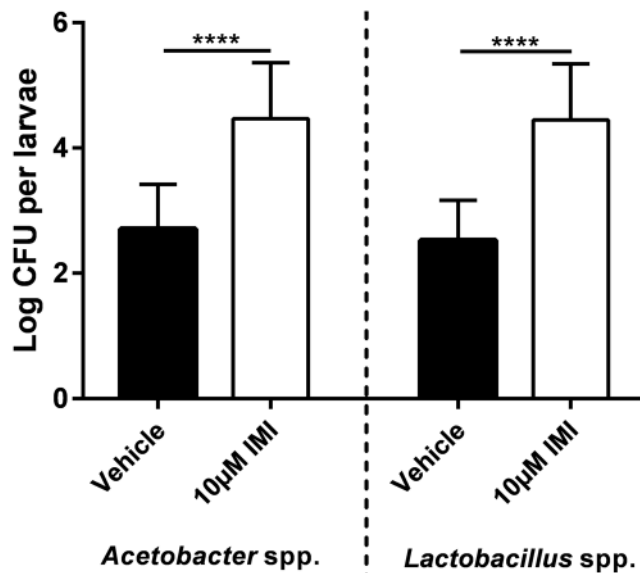 Log CFU per larvae
6
4
2
0
****
****
Vehicle
10µM IMI
Vehicle
10µM IMI
Acetobacter spp.
Lactobacillus spp.